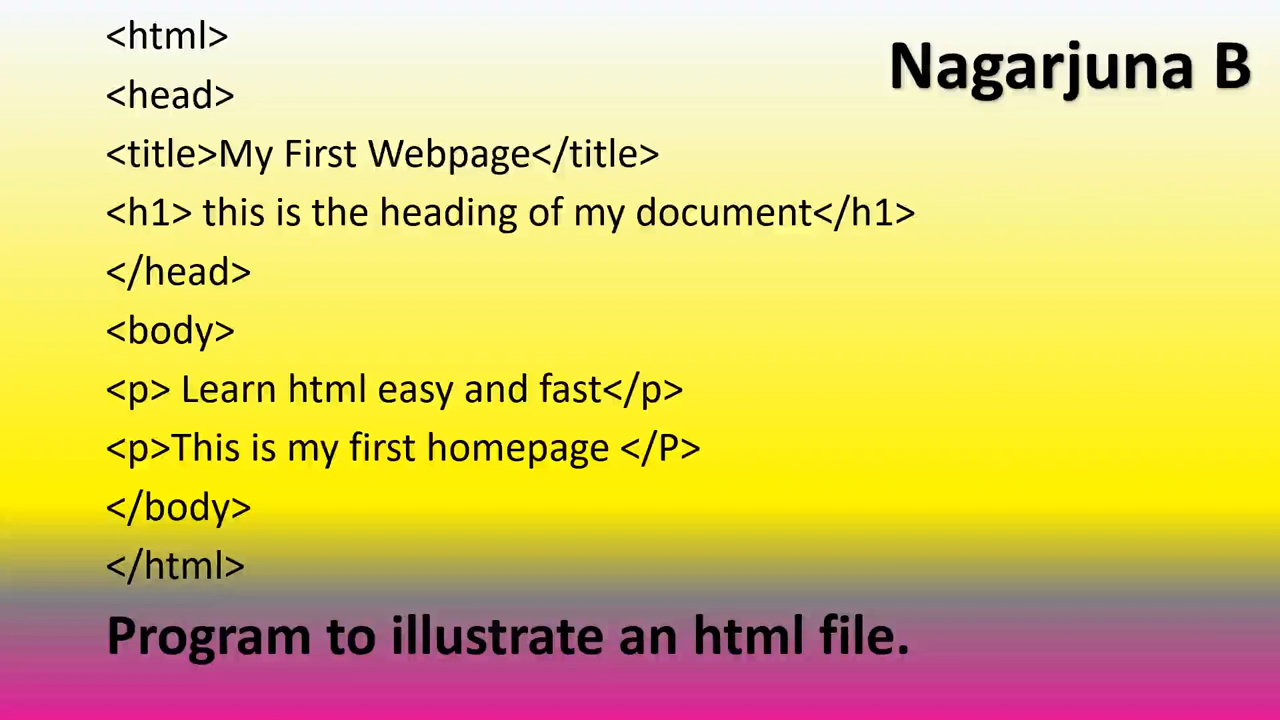 <html>
Nagarjuna B
<head>
<title>My First Webpage</title>
<h1> this is the heading of my document</h1>
</head>
<body>
<p> Learn html easy and fast</p>
<p>This is my first homepage </P>
</body>
</html>
Program to illustrate an html file.